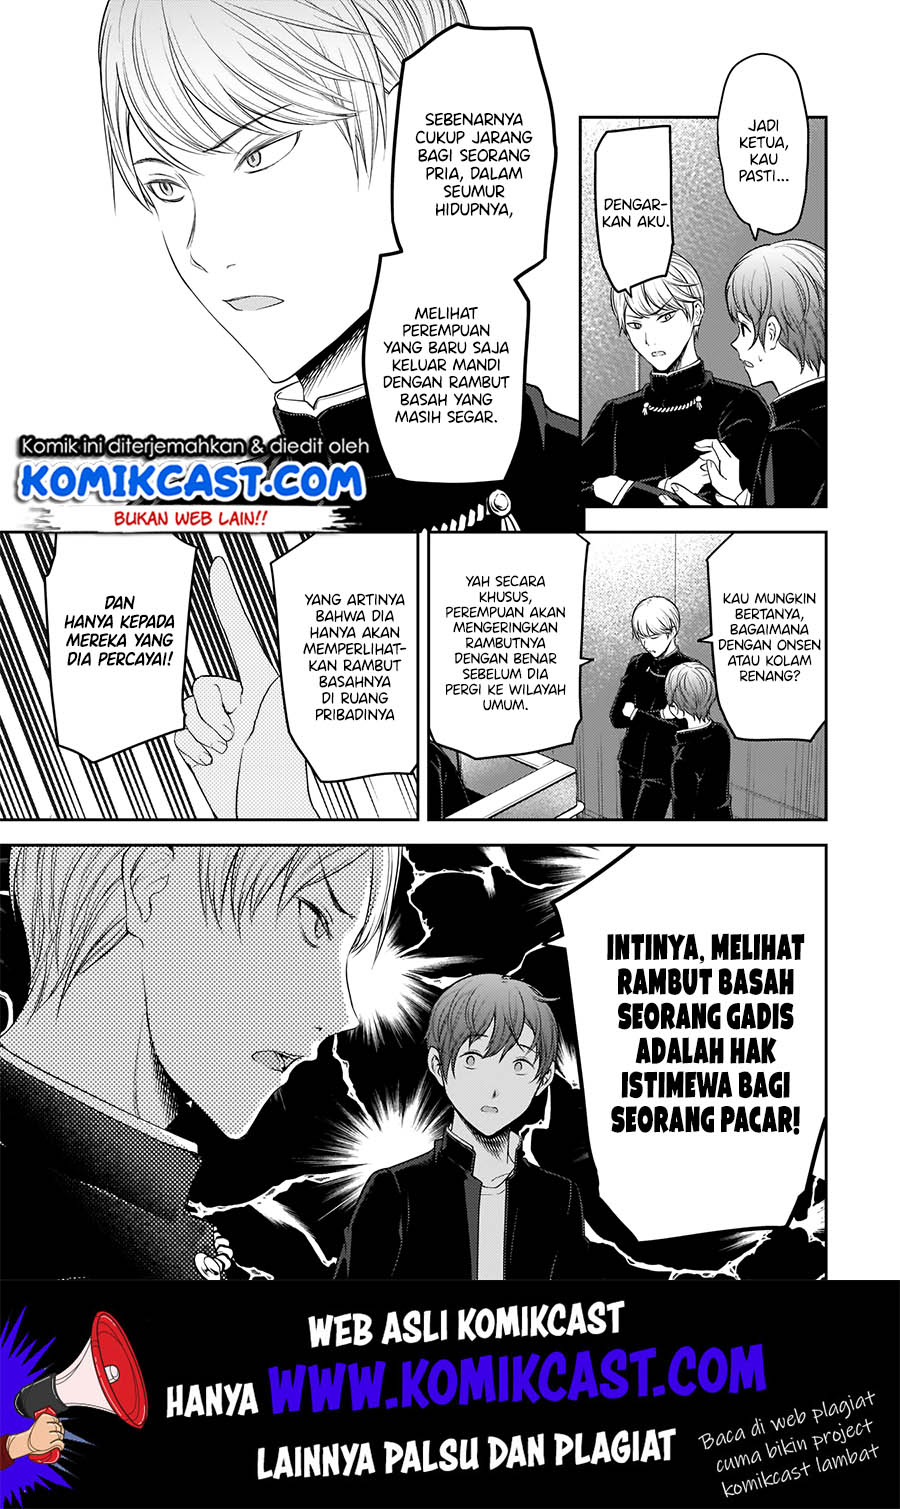 JADI
KETUA,
KAU
PASTI...
DENGAR-
KAN AKU.
SEBENARNYA
CUKUP JARANG
BAGI SEORANG
PRIA, DALAM
SEUMUR
HIDUPNYA,
MELIHAT
PEREMPUAN
YANG BARU SAJA
KELUAR MANDI
DENGAN RAMBUT
BASAH YANG
MASIH SEGAR.
Komik ini diterjemahkan & diedit oleh
KOMIKCAST.COM
BUKAN WEB LAIN!!
KAU MUNGKIN
BERTANYA,
BAGAIMANA
DENGAN ONSEN
ATAU KOLAM
RENANG?
YAH SECARA
KHUSUS,
PEREMPUAN AKAN
MENGERINGKAN
RAMBUTNYA
DENGAN BENAR
SEBELUM DIA
PERGI KE WILAYAH
UMUM.
YANG ARTINYA
BAHWA DIA
HANYA AKAN
MEMPERLIHAT-
KAN RAMBUT
BASAHNYA
DI RUANG
PRIBADINYA
DAN
HANYA KEPADA
MEREKA YANG
DIA PERCAYAI!
INTINYA, MELIHAT
RAMBUT BASAH
SEORANG GADIS
ADALAH HAK
ISTIMEWA BAGI
SEORANG PACAR!
WEB ASLI KOMIKCAST
HANYA WWW.KOMIKCAST.COM
LAINNYA PALSU DAN PLAGIAT
Baca di web plagiat
cuma bikin project
komikcast lambat